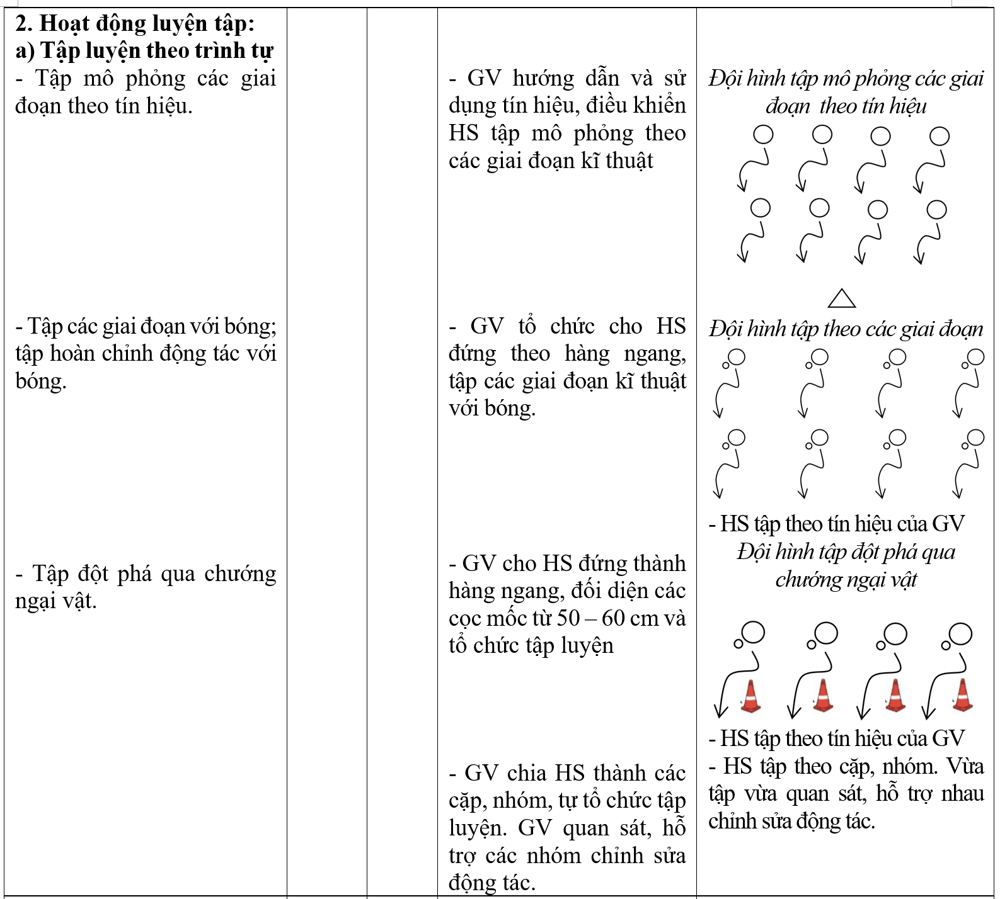 2. Hoạt động luyện tập:
a) Tập luyện theo trình tự
- Tập mô phỏng các giai
đoạn theo tín hiệu.
- Tập các giai đoạn với bóng;
tập hoàn chỉnh động tác với
bóng.
- Tập đột phá qua chướng
ngại vật.
- GV hướng dẫn và sử
dụng tín hiệu, điều khiển
HS tập mô phỏng theo
các giai đoạn kĩ thuật
- GV tổ chức cho HS
đứng theo hàng ngang,
tập các giai đoạn kĩ thuật
với bóng.
- GV cho HS đứng thành
hàng ngang, đối diện các
cọc mốc từ 50 – 60 cm và
tổ chức tập luyện
- GV chia HS thành các
cặp, nhóm, tự tổ chức tập
luyện. GV quan sát, hỗ
trợ các nhóm chỉnh sửa
động tác.
Đội hình tập mô phỏng các giai
đoạn theo tín hiệu
Đội hình tập theo các giai đoạn
- HS tập theo tín hiệu của GV
Đội hình tập đột phá qua
chướng ngại vật
- HS tập theo tín hiệu của GV
- HS tập theo cặp, nhóm. Vừa
tập vừa quan sát, hỗ trợ nhau
chỉnh sửa động tác.